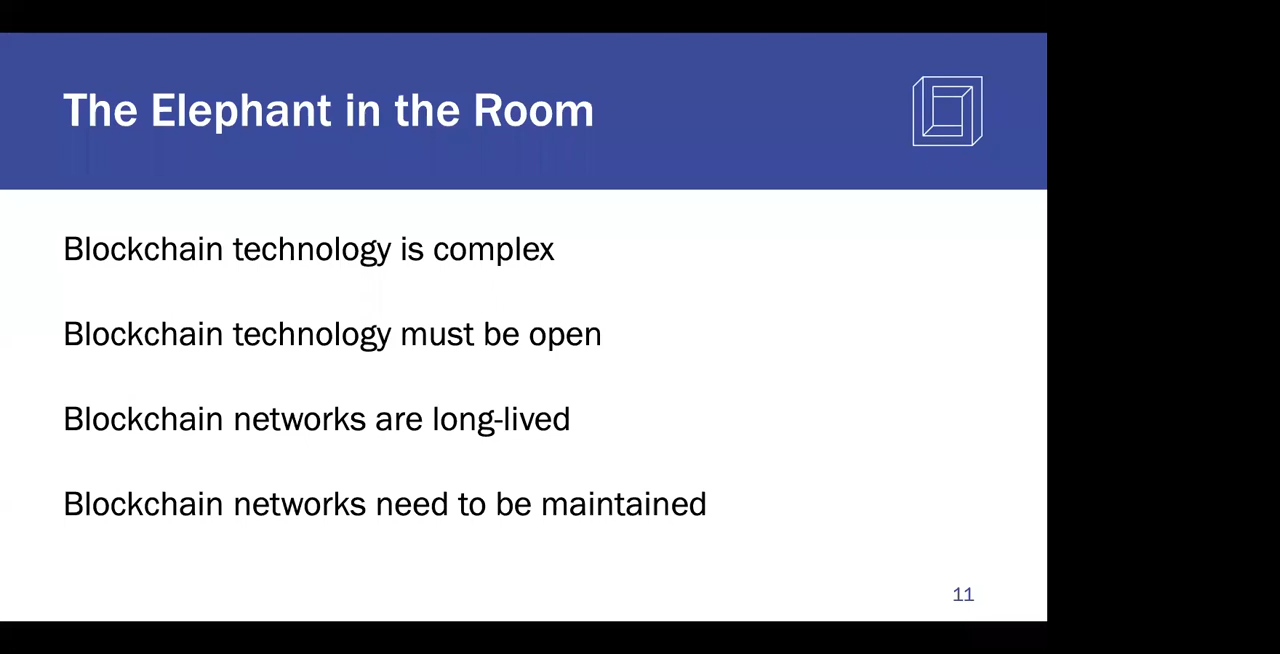 The Elephant in the Room
Blockchain technology is complex
Blockchain technology must be open
Blockchain networks are long-lived
Blockchain networks need to be maintained
11